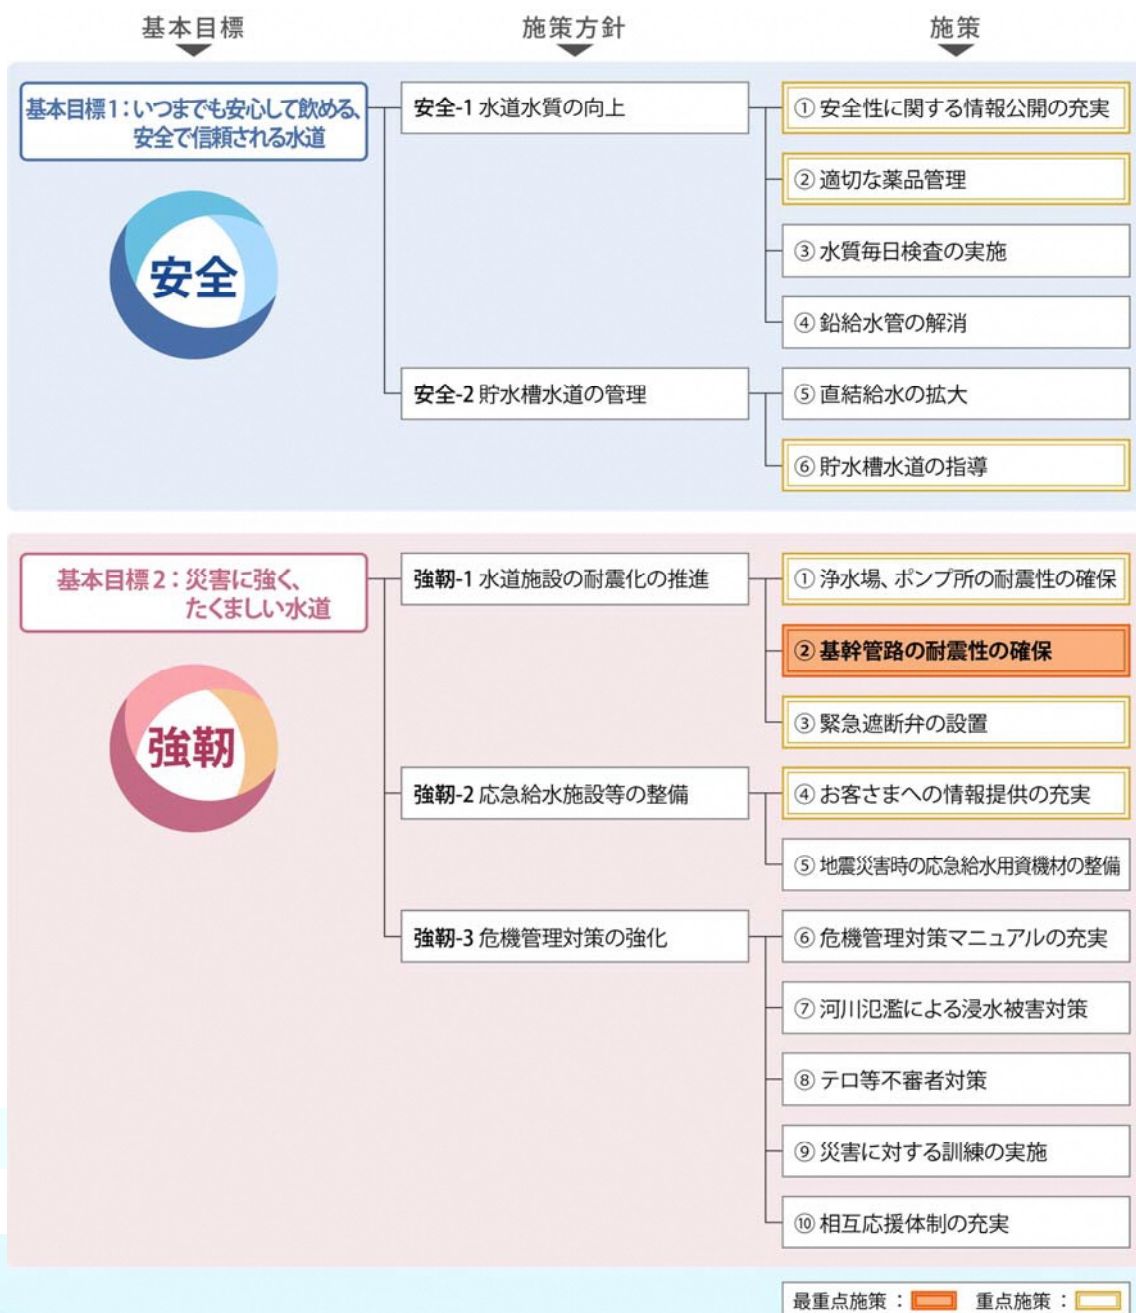 基本目標
施策方針
施策
基本目標1：いつまでも安心して飲める、
安全で信頼される水道
安全
安全-1 水道水質の向上
① 安全性に関する情報公開の充実
② 適切な薬品管理
③ 水質毎日検査の実施
④ 鉛給水管の解消
安全-2 貯水槽水道の管理
⑤ 直結給水の拡大
⑥ 貯水槽水道の指導
基本目標2：災害に強く、
たくましい水道
強靭
強靭-1 水道施設の耐震化の推進
① 浄水場、ポンプ所の耐震性の確保
② 基幹管路の耐震性の確保
③ 緊急遮断弁の設置
強靭-2 応急給水施設等の整備
④ お客さまへの情報提供の充実
⑤ 地震災害時の応急給水用資機材の整備
強靭-3 危機管理対策の強化
⑥ 危機管理対策マニュアルの充実
⑦ 河川氾濫による浸水被害対策
⑧ テロ等不審者対策
⑨ 災害に対する訓練の実施
⑩ 相互応援体制の充実
最重点施策： 重点施策：